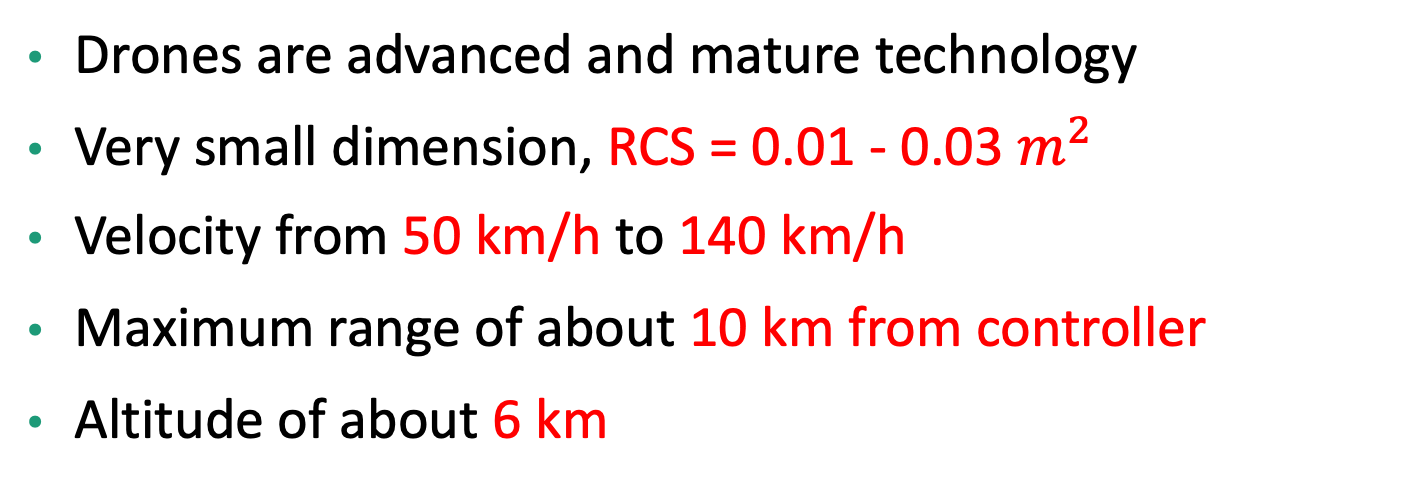 • Drones are advanced and mature technology
• Very small dimension, RCS = 0.01 - 0.03 m²
• Velocity from 50 km/h to 140 km/h
• Maximum range of about 10 km from controller
• Altitude of about 6 km